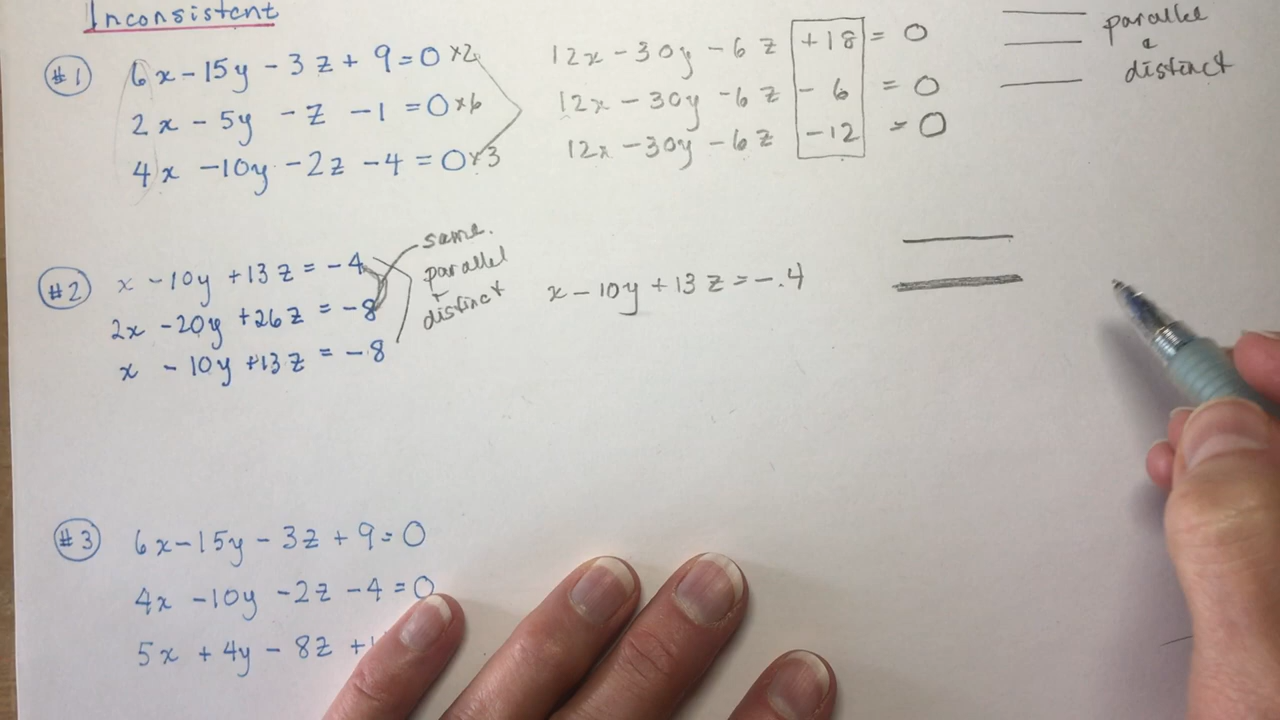 Inconsistent
#1 6x - 15y - 3z + 9 = 0 x2
2x - 5y - z - 1 = 0 x6
4x - 10y - 2z - 4 = 0 x3
12x - 30y - 6z +18 = 0
12x - 30y - 6z - 6 = 0
12x - 30y - 6z -12 = 0
parallel
&
distinct
#2 x - 10y + 13z = -4
2x - 20y + 26z = -8
x - 10y + 13z = -8
same.
parallel
+
distinct
x - 10y + 13z = -.4
#3 6x - 15y - 3z + 9 = 0
4x - 10y - 2z - 4 = 0
5x + 4y - 8z +